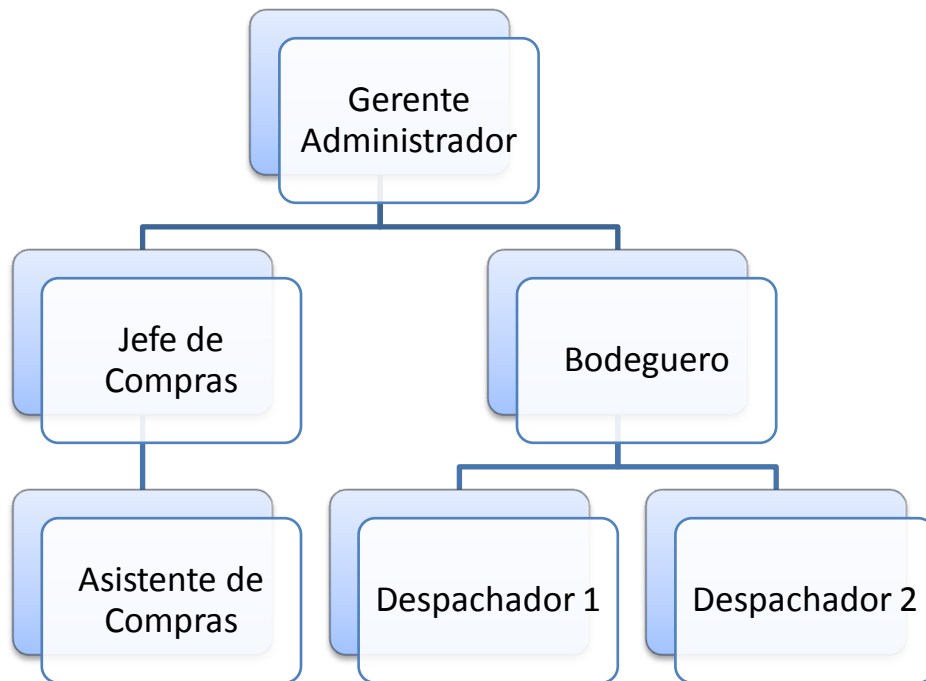 Gerente
Administrador
Jefe de
Compras
Bodeguero
Asistente de
Compras
Despachador 1
Despachador 2